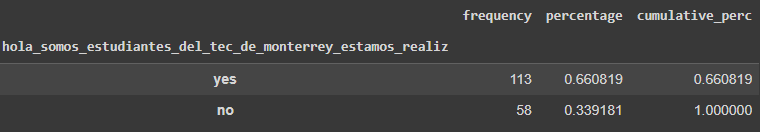 frequency percentage cumulative_perc
hola_somos_estudiantes_del_tec_de_monterrey_estamos_realiz
yes 113 0.660819 0.660819
no 58 0.339181 1.000000